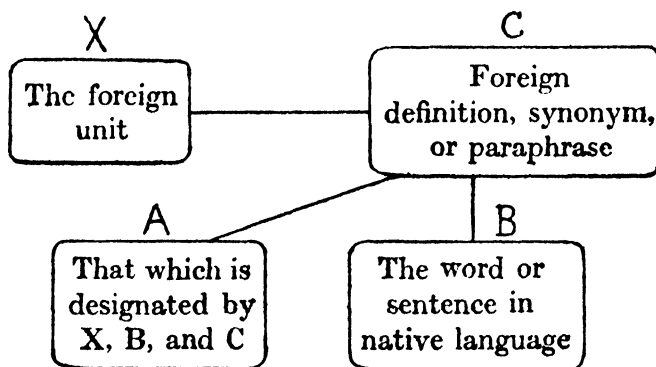 X
The foreign
unit
C
Foreign
definition, synonym,
or paraphrase
A
That which is
designated by
X, B, and C
B
The word or
sentence in
native language